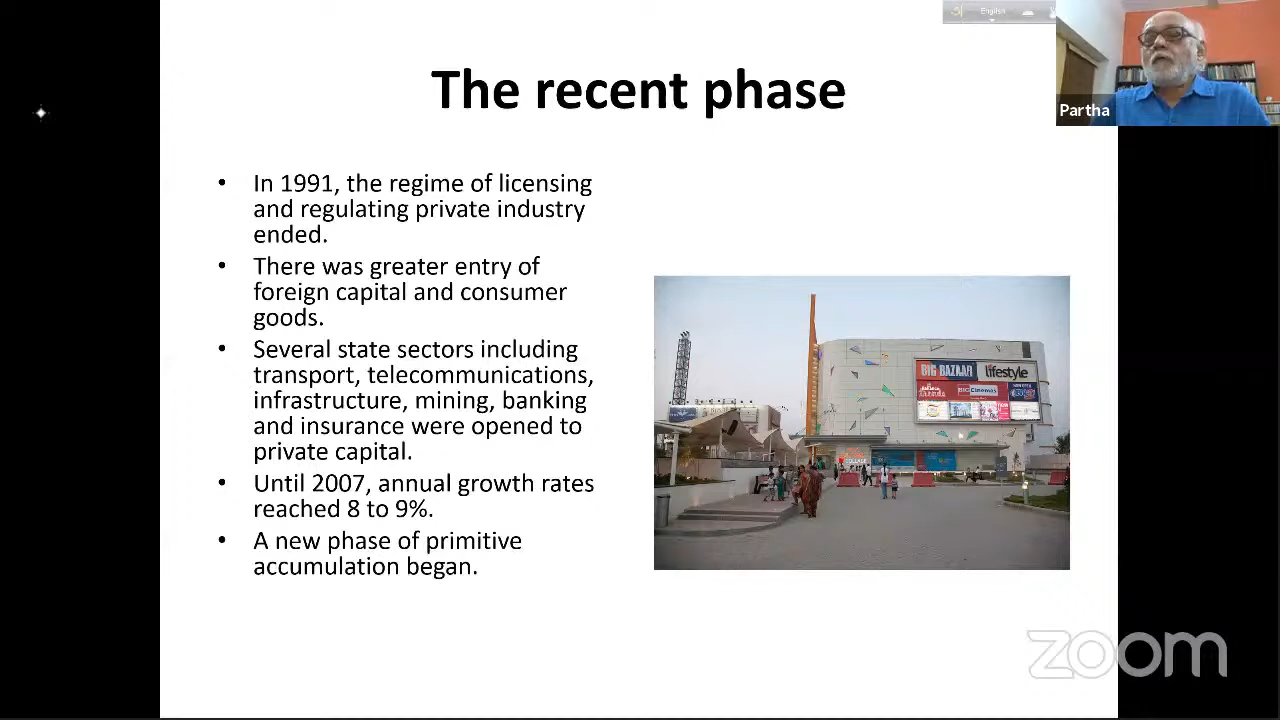 English
Partha
The recent phase
• In 1991, the regime of licensing
and regulating private industry
ended.
• There was greater entry of
foreign capital and consumer
goods.
• Several state sectors including
transport, telecommunications,
infrastructure, mining, banking
and insurance were opened to
private capital.
• Until 2007, annual growth rates
reached 8 to 9%.
• A new phase of primitive
accumulation began.
BIG BAZAAR
lifestyle
BIG Cinemas
zoom